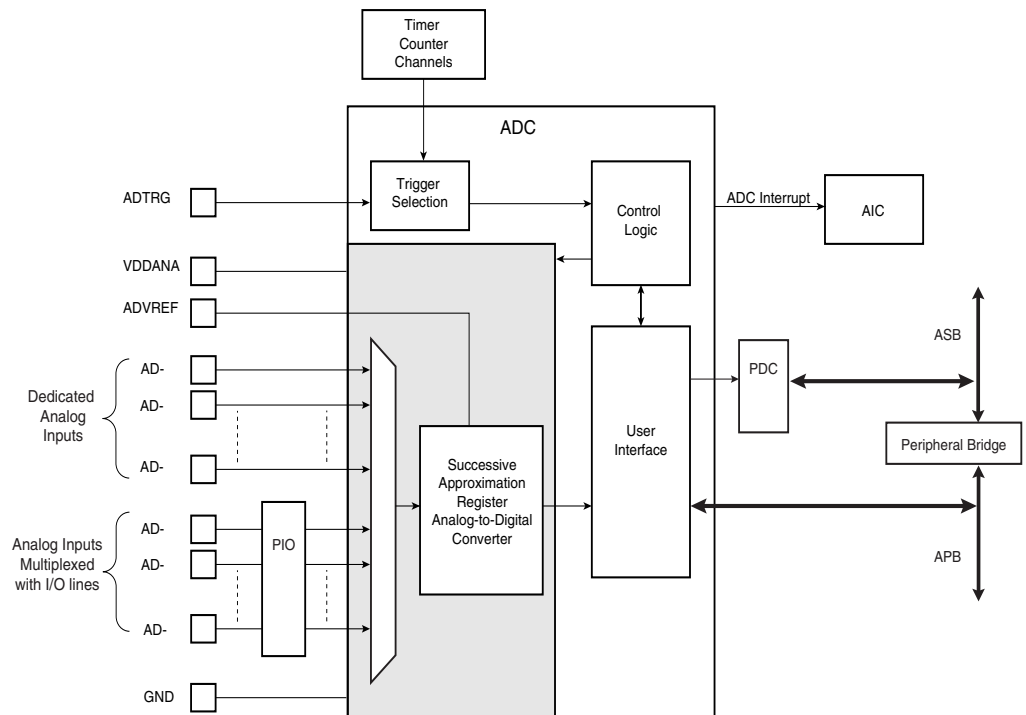 Timer
Counter
Channels
ADC
ADTRG
Trigger
Selection
Control
Logic
ADC Interrupt
AIC
VDDANA
ADVREF
ASB
Dedicated
Analog
Inputs
AD-
AD-
AD-
PDC
User
Interface
Peripheral Bridge
Successive
Approximation
Register
Analog-to-Digital
Converter
Analog Inputs
Multiplexed
with I/O lines
AD-
AD-
AD-
PIO
APB
GND